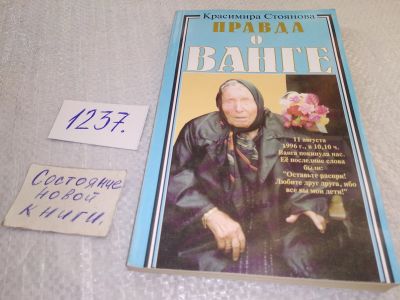 Красимира Стоянова
ПРАВДА
О
ВАНГЕ
11 августа
1996 г., в 10,10 ч.
Ванга покинула нас.
Её последние слова
были:
"Оставьте распри!
Любите друг друга, ибо
все вы мои дети!"
1237.
Состояние
новой
книги.